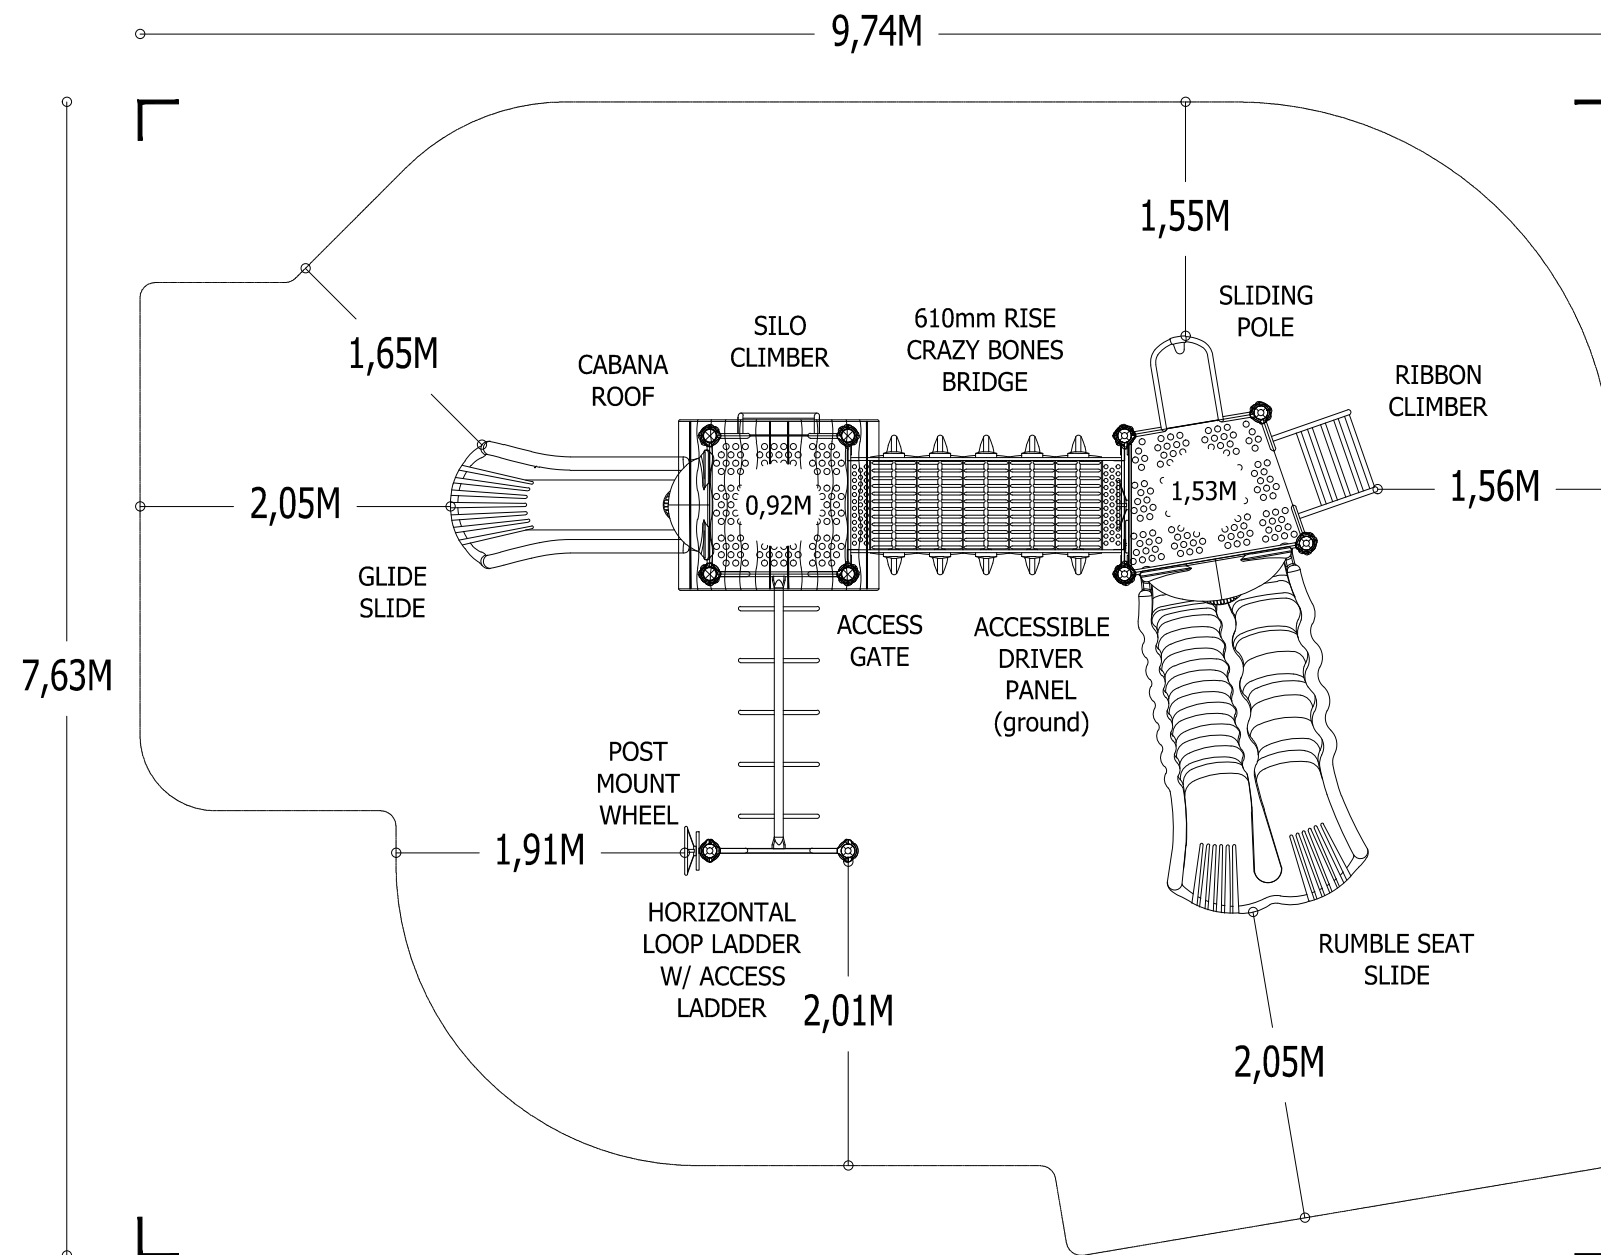 9,74M
1,55M
SLIDING
POLE
610mm RISE
CRAZY BONES
BRIDGE
SILO
CLIMBER
1,65M
CABANA
ROOF
RIBBON
CLIMBER
2,05M
0,92M
1,53M
1,56M
GLIDE
SLIDE
ACCESS
GATE
ACCESSIBLE
DRIVER
PANEL
(ground)
7,63M
POST
MOUNT
WHEEL
1,91M
HORIZONTAL
LOOP LADDER
W/ ACCESS
LADDER
2,01M
RUMBLE SEAT
SLIDE
2,05M